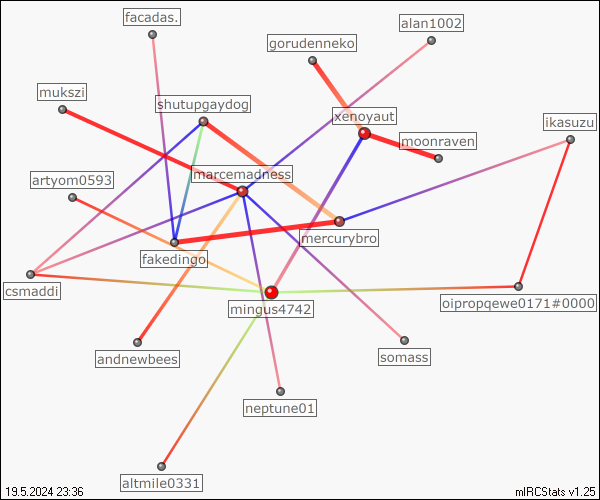 facadas.
alan1002
gorudenneko
mukszi
shutupgaydog
xenoyaut
ikasuzu
moonraven
artyom0593
marcemadness
mercurybro
fakedingo
csmaddi
mingus4742
oipropqewe0171#0000
andnewbees
somass
neptune01
altmile0331
19.5.2024 23:36
mIRCStats v1.25